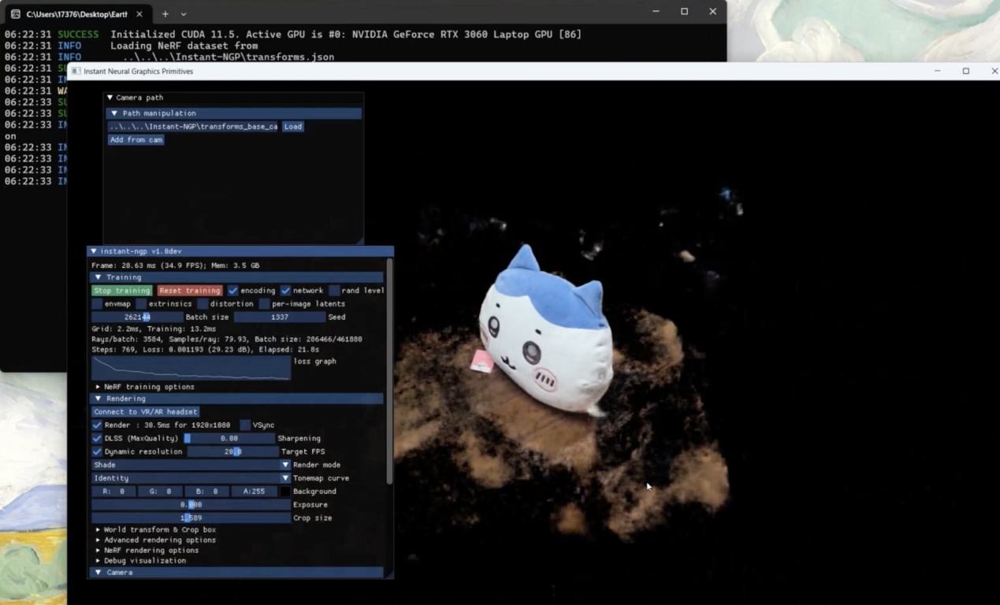 C:\Users\17376\Desktop\Eartl
06:22:31 SUCCESS Initialized CUDA 11.5. Active GPU is #0: NVIDIA GeForce RTX 3060 Laptop GPU [86]
06:22:31 INFO Loading NeRF dataset from
06:22:31 INFO ..\..\..\Instant-NGP\transforms.json
06:22:31 SU
Instant Neural Graphics Primitives
06:22:31 IN
06:22:31 WA
06:22:33 SU
06:22:33 SU
06:22:33 IN
on
06:22:33 IN
06:22:33 IN
06:22:33 IN
06:22:33 IN
Camera path
Path manipulation
..\..\..\Instant-NGP\transforms_base_ca Load
Add from cam
instant-ngp v1.0dev
Frame: 28.63 ms (34.9 FPS); Mem: 3.5 GB
Training
Stop training Reset training encoding network rand level
envmap extrinsics distortion per-image latents
262144 Batch size 1337 Seed
Grid: 2.2ms, Training: 13.2ms
Rays/batch: 3584, Samples/ray: 79.93, Batch size: 286466/461880
Steps: 769, Loss: 0.001193 (29.23 dB), Elapsed: 21.8s
loss graph
NeRF training options
Rendering
Connect to VR/AR headset
Render : 30.5ms for 1920x1080 VSync
DLSS (MaxQuality) 0.00 Sharpening
Dynamic resolution 20.0 Target FPS
Shade Render mode
Identity Tonemap curve
R: 0 G: 0 B: 0 A:255 Background
0.000 Exposure
1.589 Crop size
World transform & Crop box
Advanced rendering options
NeRF rendering options
Debug visualization
Camera